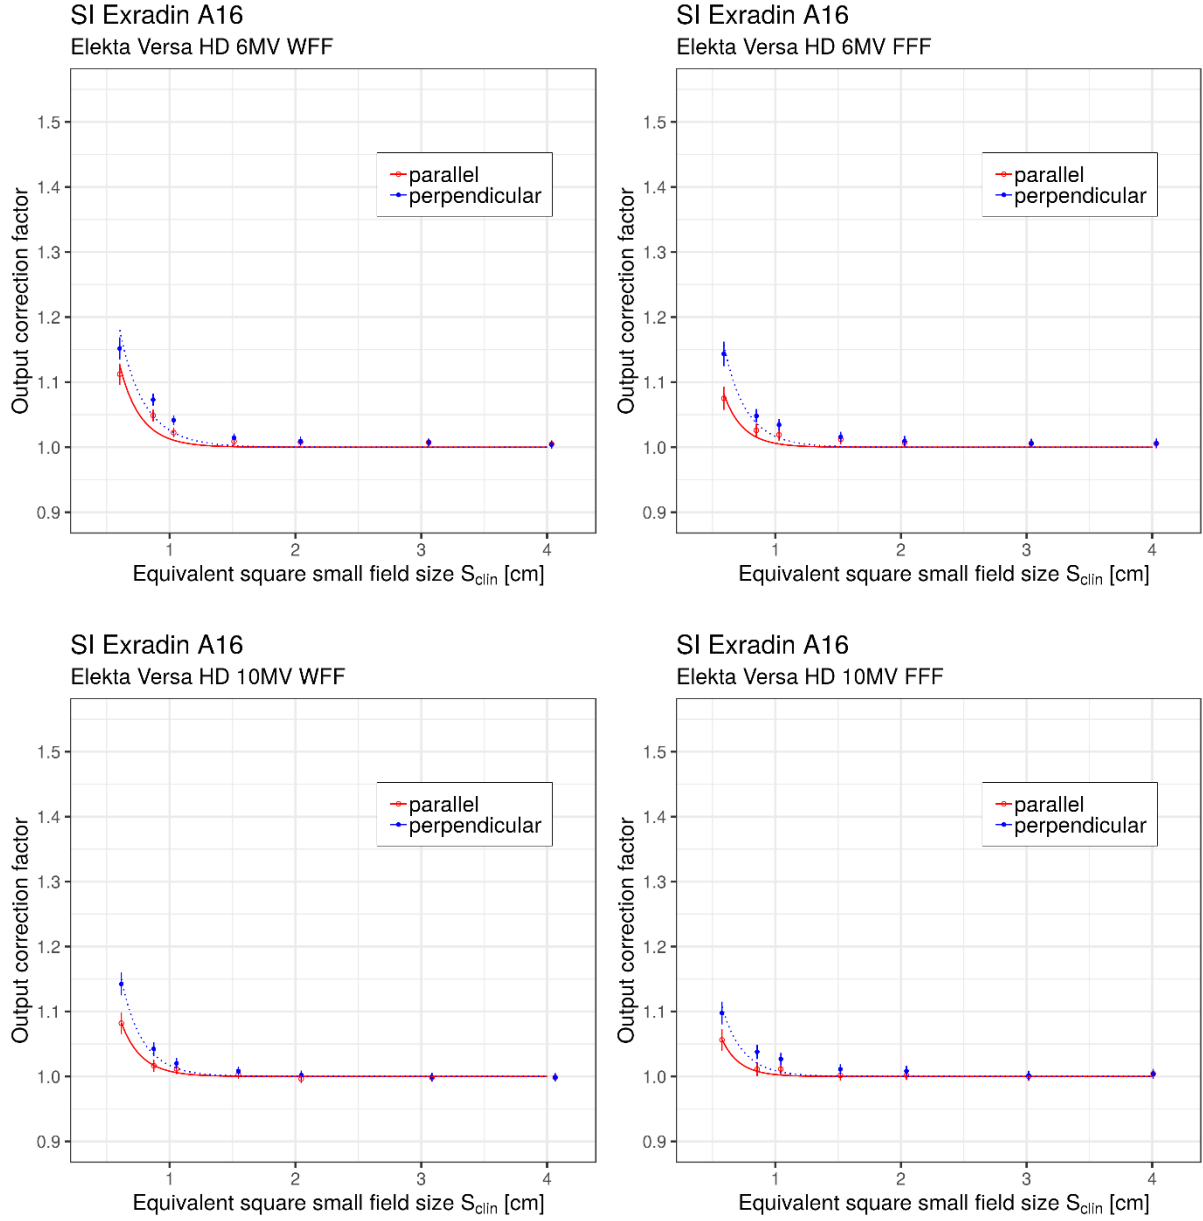 SI Exradin A16
Elekta Versa HD 6MV WFF
1.5
1.4
1.3
1.2
1.1
1.0
0.9
Output correction factor
parallel
perpendicular
1 2 3 4
Equivalent square small field size Sclin [cm]
SI Exradin A16
Elekta Versa HD 6MV FFF
1.5
1.4
1.3
1.2
1.1
1.0
0.9
Output correction factor
parallel
perpendicular
1 2 3 4
Equivalent square small field size Sclin [cm]
SI Exradin A16
Elekta Versa HD 10MV WFF
1.5
1.4
1.3
1.2
1.1
1.0
0.9
Output correction factor
parallel
perpendicular
1 2 3 4
Equivalent square small field size Sclin [cm]
SI Exradin A16
Elekta Versa HD 10MV FFF
1.5
1.4
1.3
1.2
1.1
1.0
0.9
Output correction factor
parallel
perpendicular
1 2 3 4
Equivalent square small field size Sclin [cm]